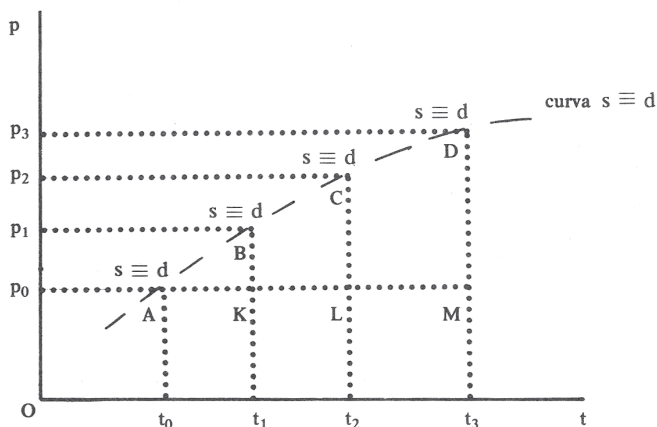 p
s ≡ d
curva s ≡ d
p₃
D
s ≡ d
p₂
C
s ≡ d
p₁
B
s ≡ d
p₀
A K L M
O t₀ t₁ t₂ t₃ t